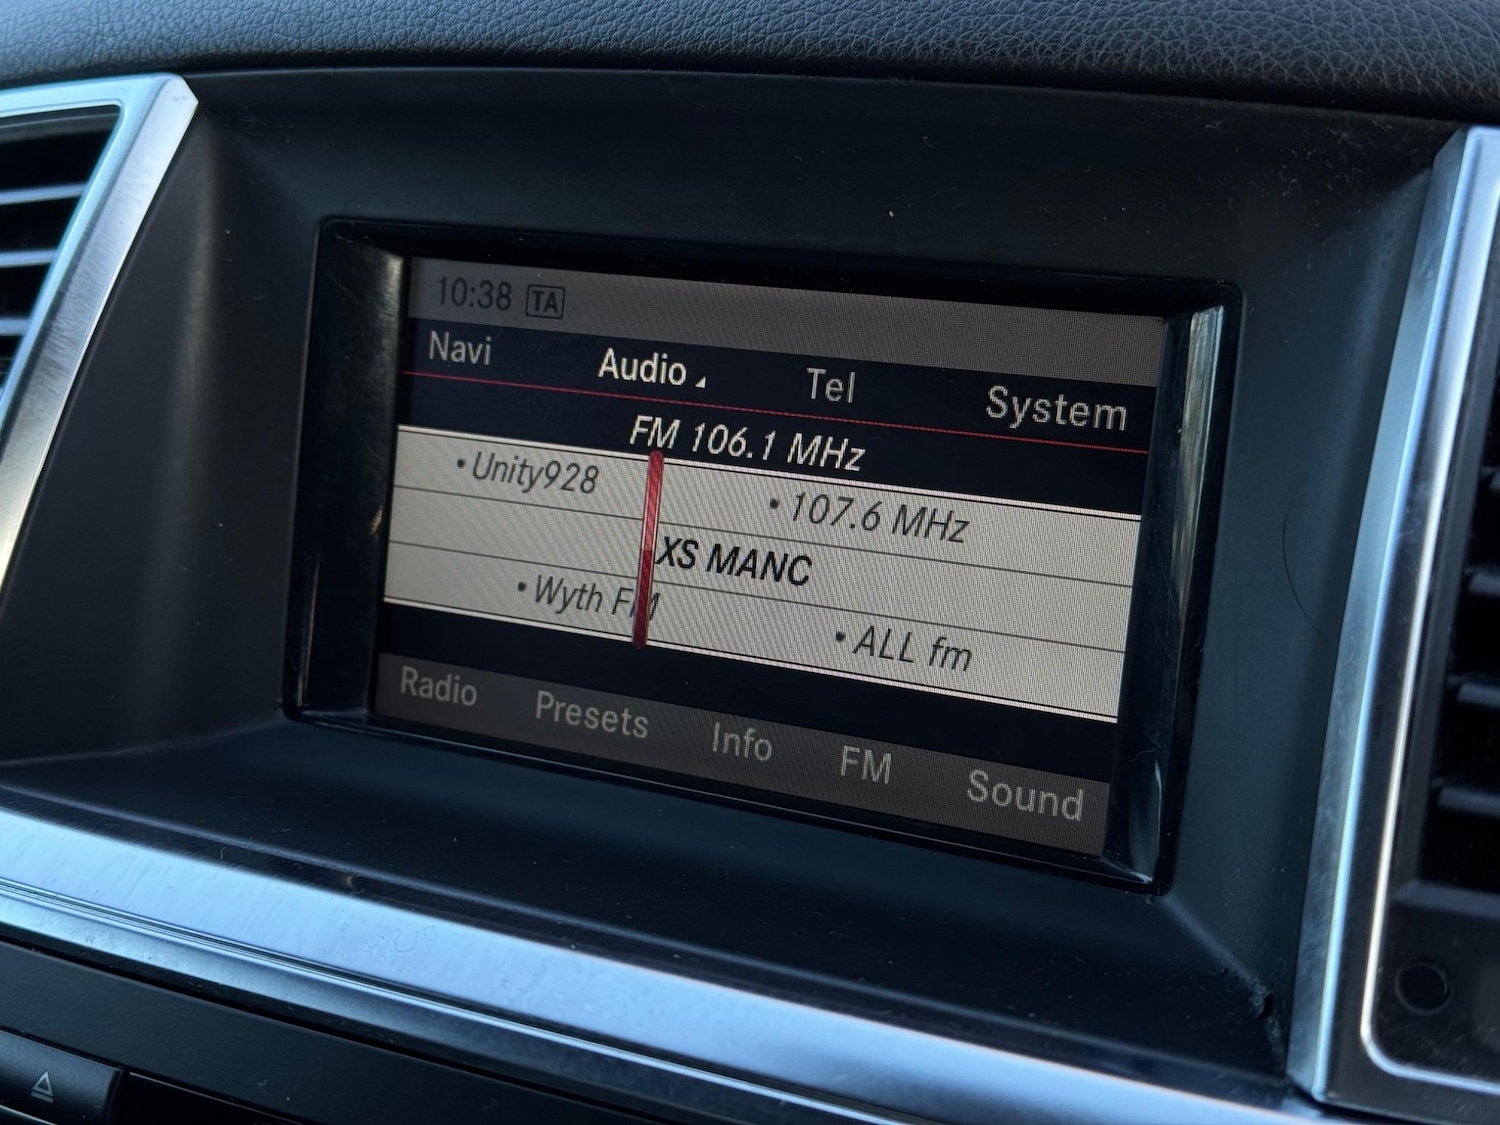 10:38 TA
Navi Audio Tel System
FM 106.1 MHz
•Unity928 •107.6 MHz
XS MANC
•Wyth FM •ALL fm
Radio Presets Info FM Sound